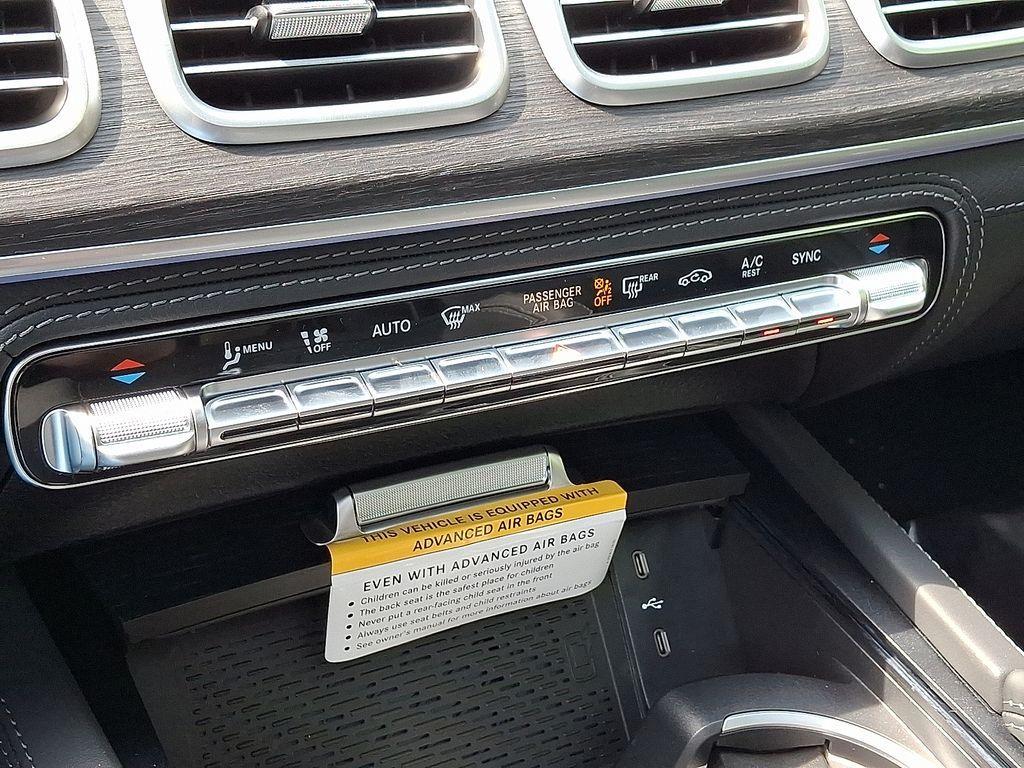 MENU
OFF
AUTO
MAX
PASSENGER
AIR BAG
OFF
REAR
A/C
REST
SYNC
THIS VEHICLE IS EQUIPPED WITH
ADVANCED AIR BAGS
EVEN WITH ADVANCED AIR BAGS
• Children can be killed or seriously injured by the air bag
• The back seat is the safest place for children
• Never put a rear-facing child seat in the front
• Always use seat belts and child restraints
• See owner's manual for more information about air bags